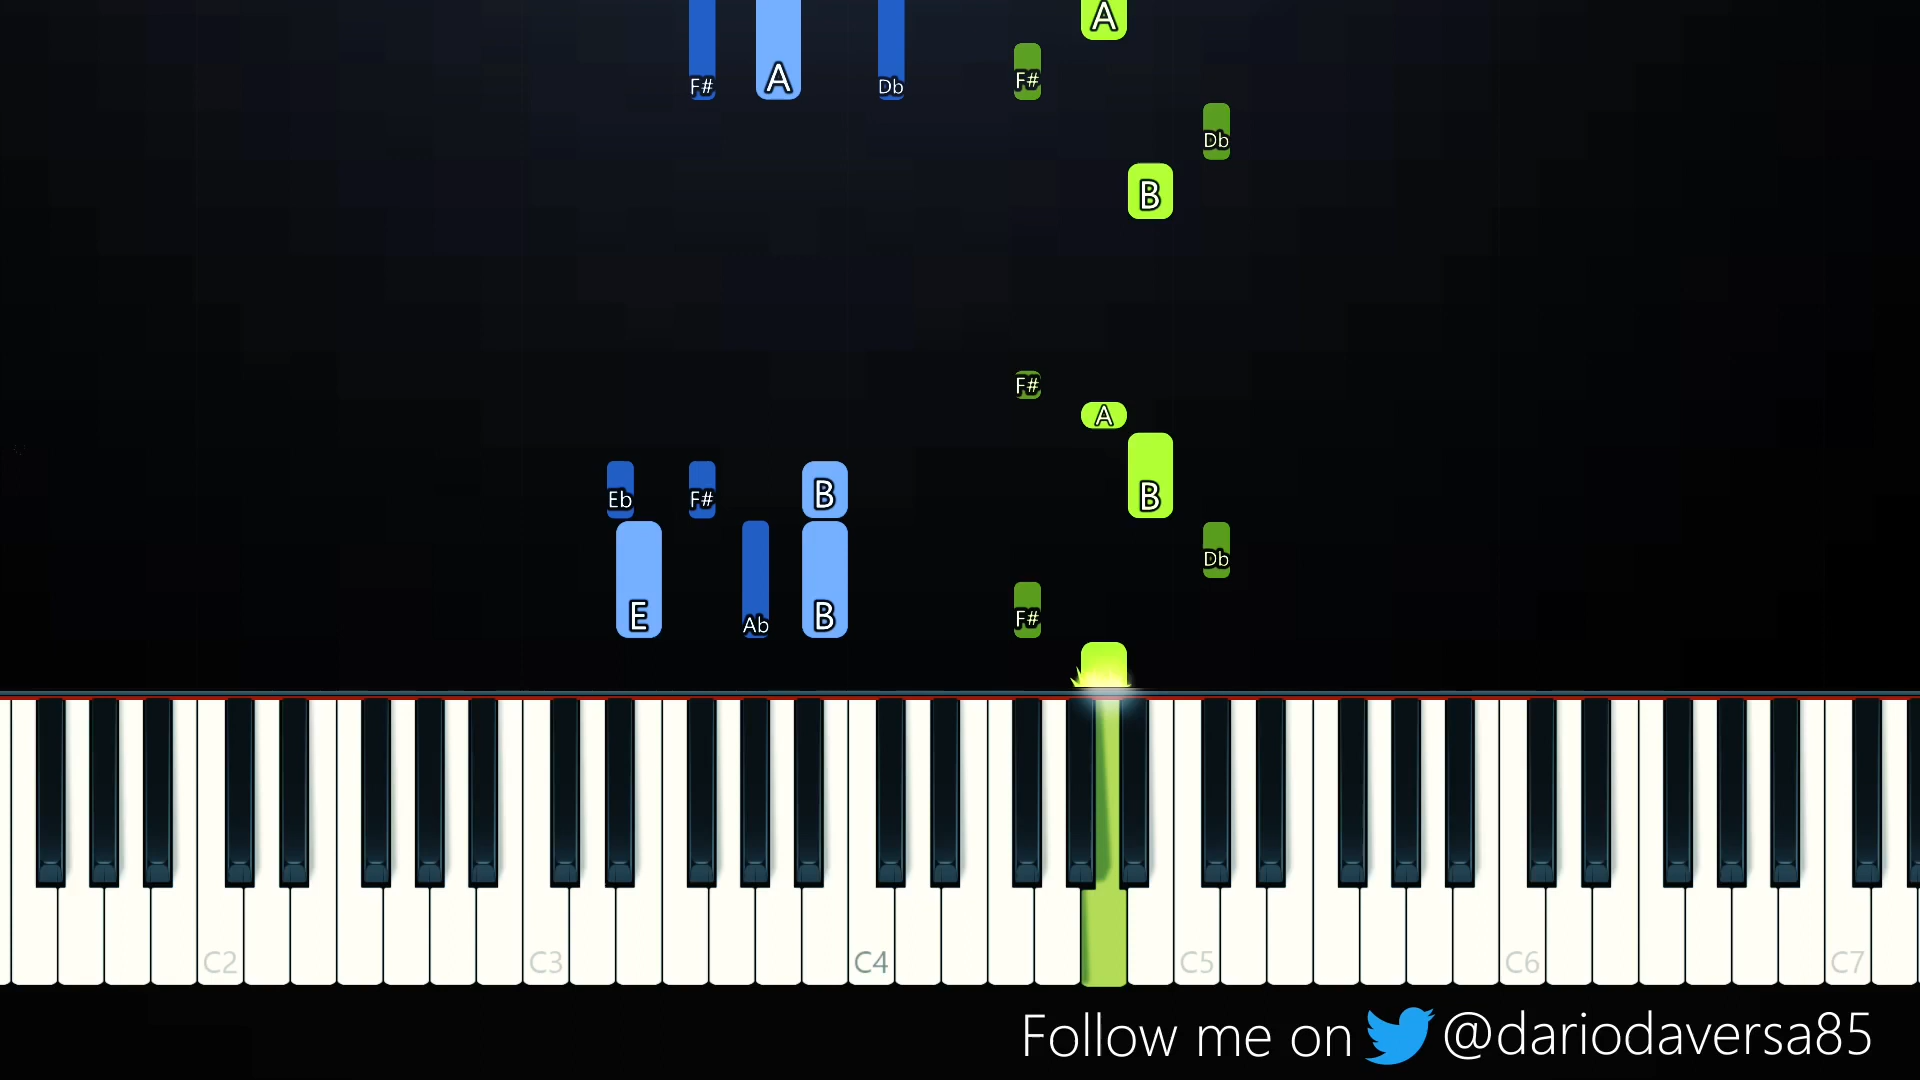 A
F# A Db F#
Db
B
F#
A
Eb F# B B
Db
E Ab B F#
C2 C3 C4 C5 C6 C7
Follow me on @dariodaversa85